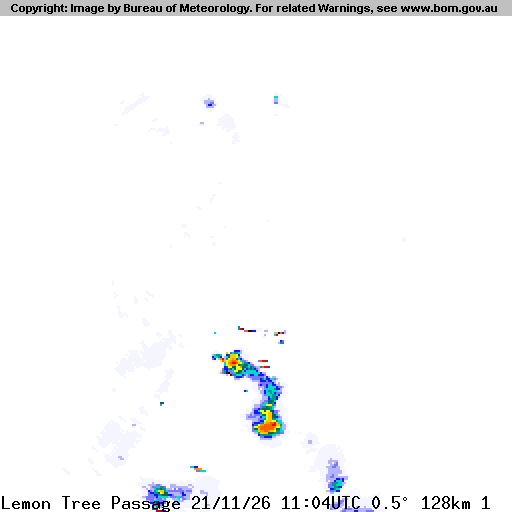 Copyright: Image by Bureau of Meteorology. For related Warnings, see www.bom.gov.au
Lemon Tree Passage 21/11/26 11:04UTC 0.5° 128km 1